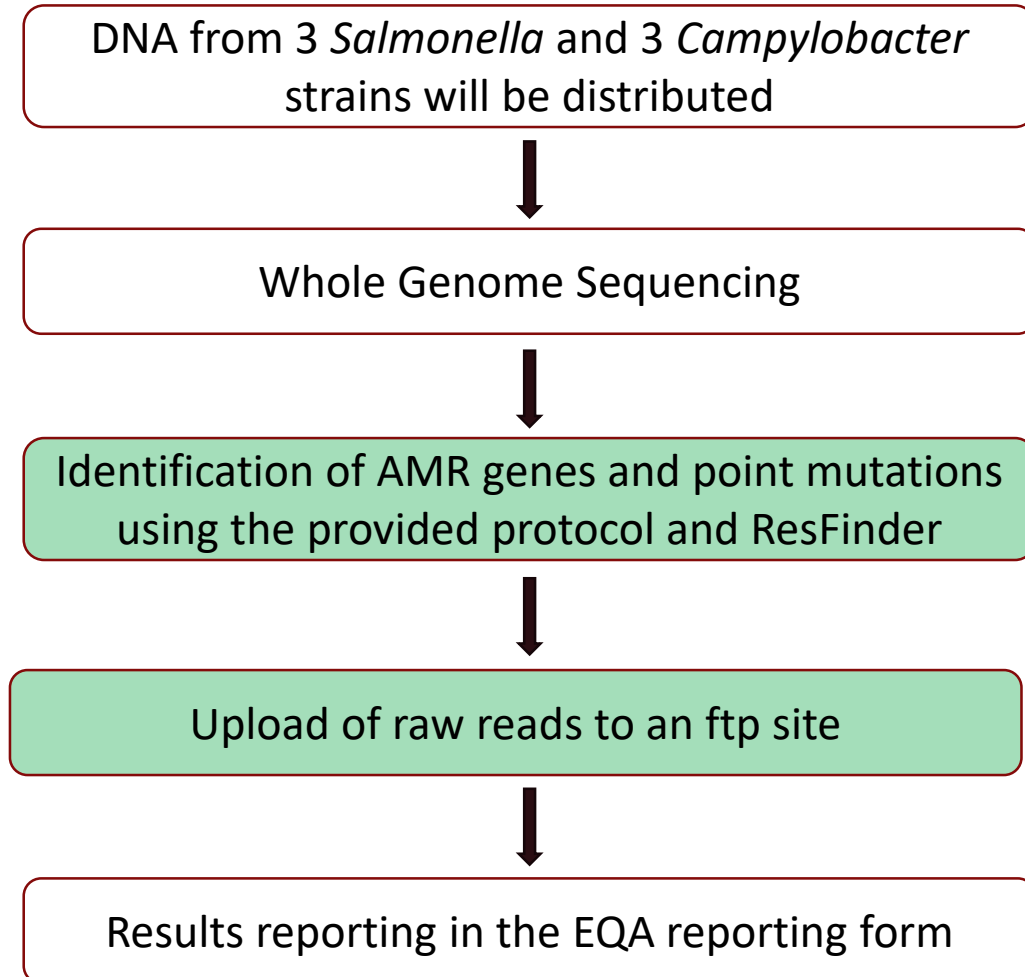 DNA from 3 Salmonella and 3 Campylobacter
strains will be distributed
Whole Genome Sequencing
Identification of AMR genes and point mutations
using the provided protocol and ResFinder
Upload of raw reads to an ftp site
Results reporting in the EQA reporting form